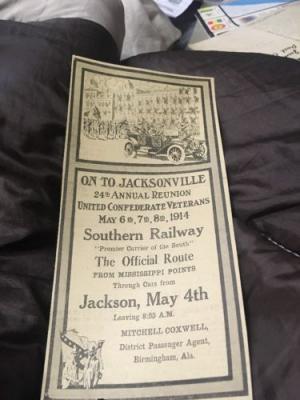 ON TO JACKSONVILLE
24th ANNUAL REUNION
UNITED CONFEDERATE VETERANS
MAY 6th, 7th, 8th, 1914
Southern Railway
"Premier Carrier of the South"
The Official Route
FROM MISSISSIPPI POINTS
Through Cars from
Jackson, May 4th
Leaving 8:55 A.M.
MITCHELL COXWELL,
District Passenger Agent,
Birmingham, Ala.